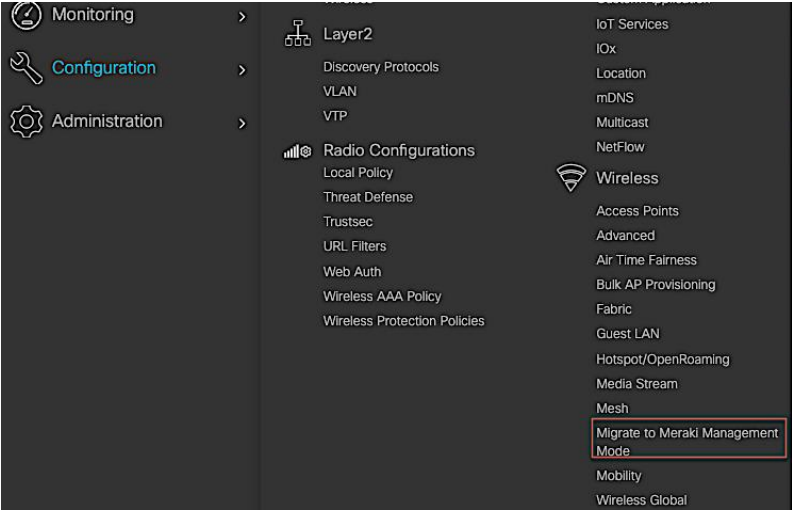 Monitoring
Configuration
Administration
Layer2
Discovery Protocols
VLAN
VTP
Radio Configurations
Local Policy
Threat Defense
Trustsec
URL Filters
Web Auth
Wireless AAA Policy
Wireless Protection Policies
IoT Services
IOx
Location
mDNS
Multicast
NetFlow
Wireless
Access Points
Advanced
Air Time Fairness
Bulk AP Provisioning
Fabric
Guest LAN
Hotspot/OpenRoaming
Media Stream
Mesh
Migrate to Meraki Management
Mode
Mobility
Wireless Global